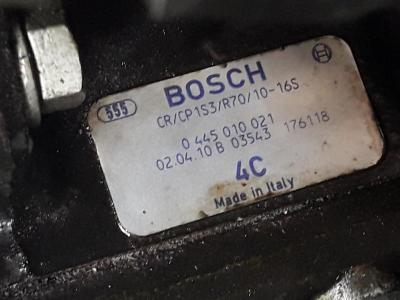 555 BOSCH
CR/CP1S3/R70/10-16S
0 445 010 021
02.04.10 B 03543 176118
4C
Made in Italy